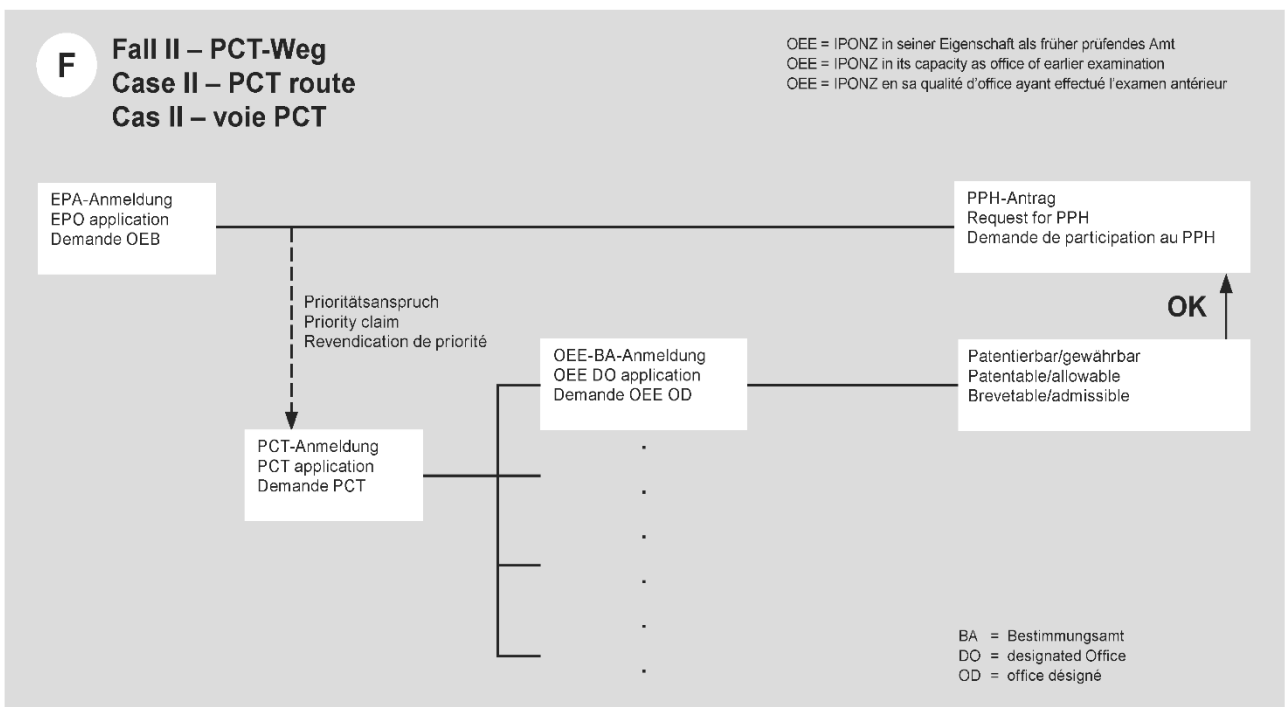 F
Fall II – PCT-Weg
Case II – PCT route
Cas II – voie PCT
OEE = IPONZ in seiner Eigenschaft als früher prüfendes Amt
OEE = IPONZ in its capacity as office of earlier examination
OEE = IPONZ en sa qualité d'office ayant effectué l'examen antérieur
EPA-Anmeldung
EPO application
Demande OEB
PPH-Antrag
Request for PPH
Demande de participation au PPH
Prioritätsanspruch
Priority claim
Revendication de priorité
OK
OEE-BA-Anmeldung
OEE DO application
Demande OEE OD
Patentierbar/gewährbar
Patentable/allowable
Brevetable/admissible
PCT-Anmeldung
PCT application
Demande PCT
BA = Bestimmungsamt
DO = designated Office
OD = office désigné